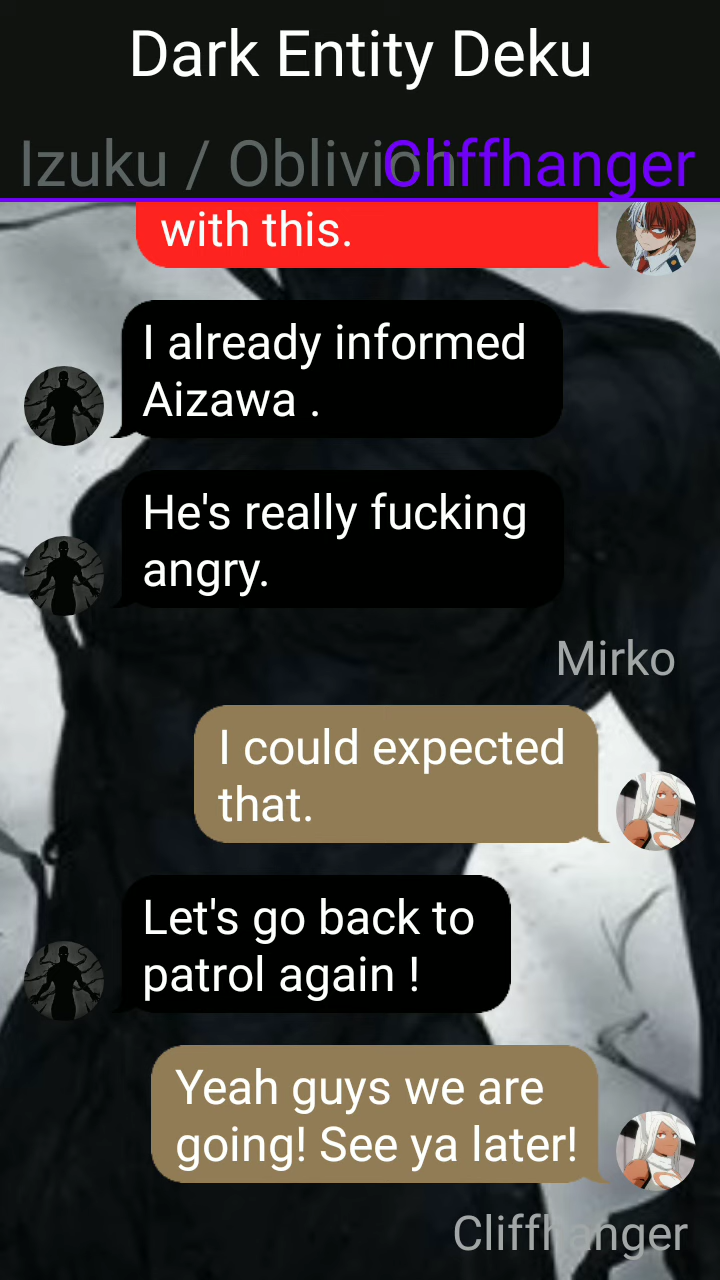 Dark Entity Deku
Izuku / Oblivion
Cliffhanger
with this.
I already informed
Aizawa .
He's really fucking
angry.
Mirko
I could expected
that.
Let's go back to
patrol again !
Yeah guys we are
going! See ya later!
Cliffhanger